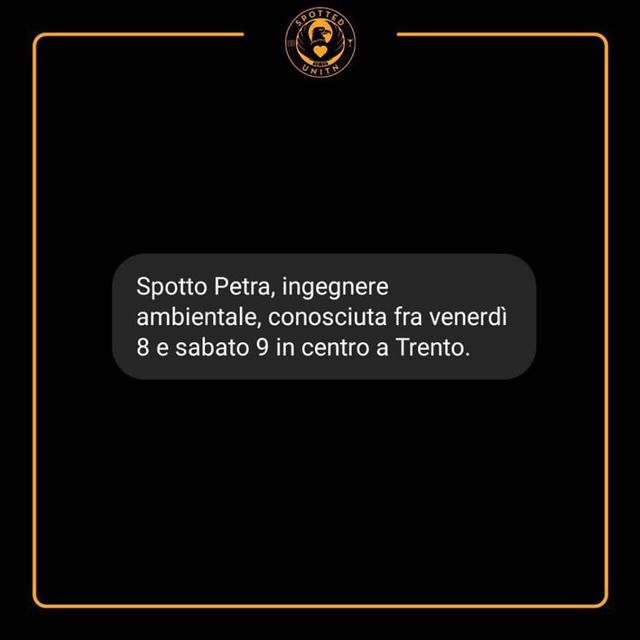 SPOTTED
UNITN
Spotto Petra, ingegnere
ambientale, conosciuta fra venerdì
8 e sabato 9 in centro a Trento.